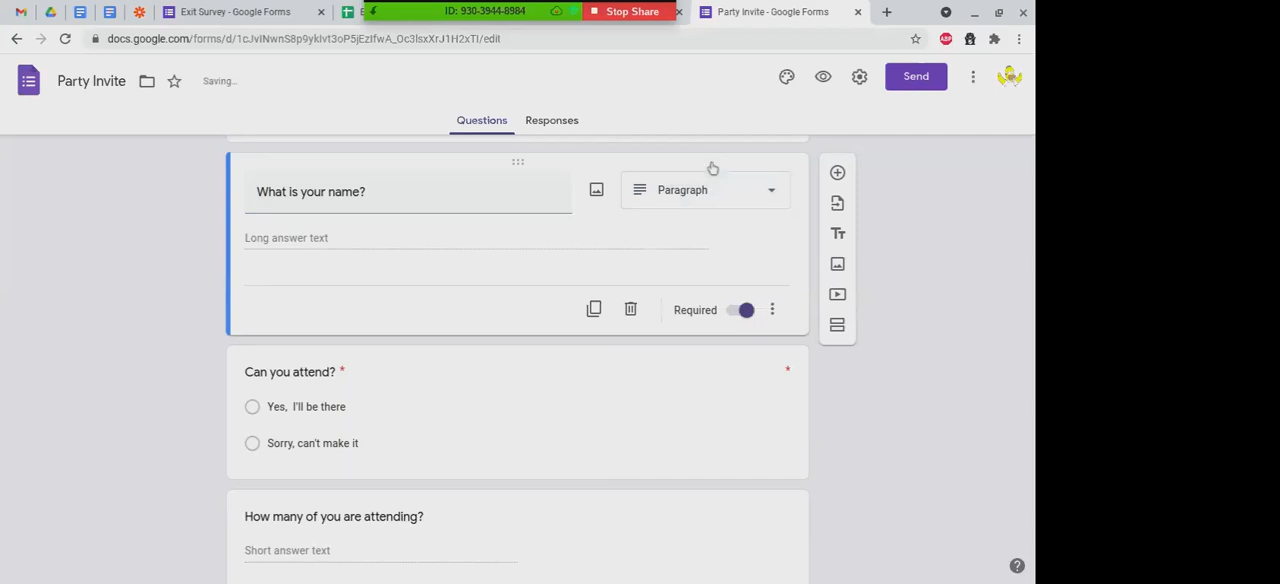 Exit Survey - Google Forms
ID: 930-3944-8984
Stop Share
Party Invite - Google Forms
docs.google.com/forms/d/1cJviNwnS8p9ykIvt3oP5jEzIfwA_0c3lsxXrJ1H2xTI/edit
ABP
Party Invite
Saving...
Send
Questions
Responses
What is your name?
Paragraph
Long answer text
Required
Can you attend? *
*
Yes, I'll be there
Sorry, can't make it
How many of you are attending?
Short answer text